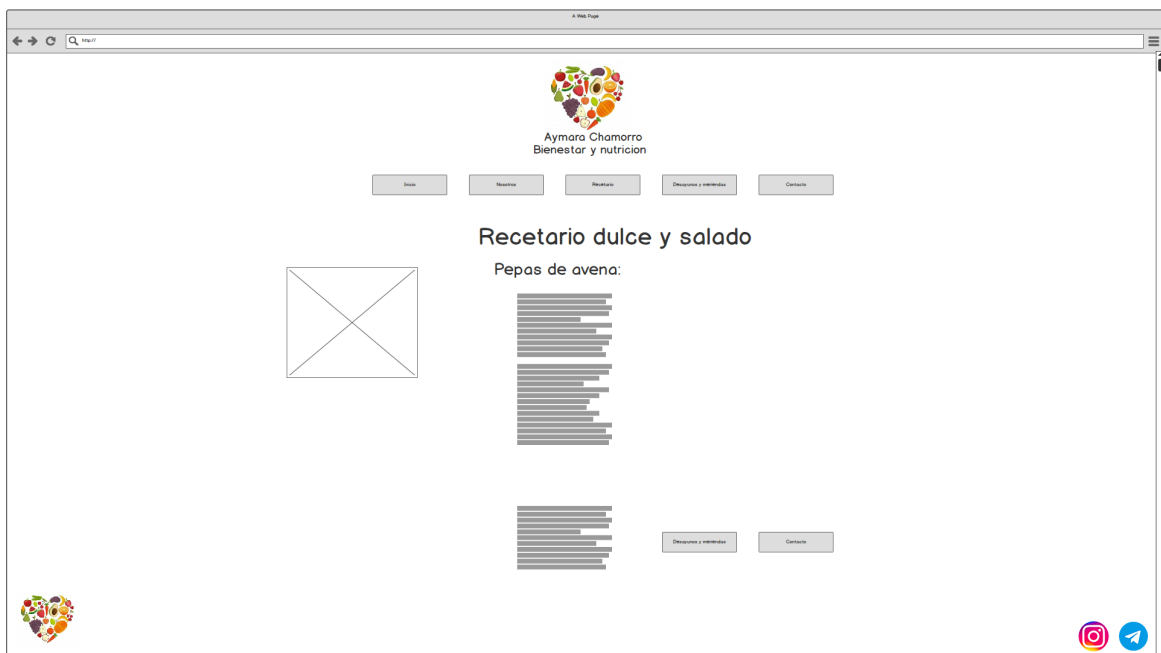 A Web Page
http://
Aymara Chamorro
Bienestar y nutricion
Inicio
Nosotros
Recetario
Desayunos y meriendas
Contacto
Recetario dulce y salado
Pepas de avena:
Desayunos y meriendas
Contacto